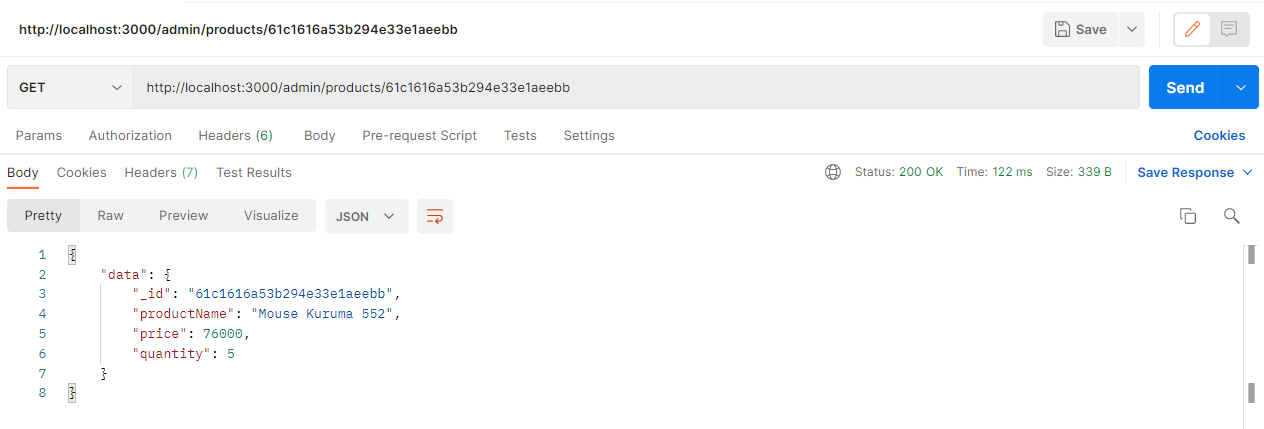 http://localhost:3000/admin/products/61c1616a53b294e33e1aeebb
Save
GET
http://localhost:3000/admin/products/61c1616a53b294e33e1aeebb
Send
Params Authorization Headers (6) Body Pre-request Script Tests Settings Cookies
Body Cookies Headers (7) Test Results Status: 200 OK Time: 122 ms Size: 339 B Save Response
Pretty Raw Preview Visualize JSON
1 {
2 "data": {
3 "_id": "61c1616a53b294e33e1aeebb",
4 "productName": "Mouse Kuruma 552",
5 "price": 76000,
6 "quantity": 5
7 }
8 }